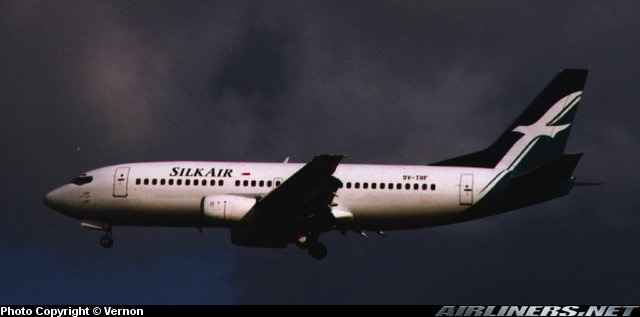 SILKAIR
9V-TRF
Photo Copyright © Vernon
AIRLINERS.NET